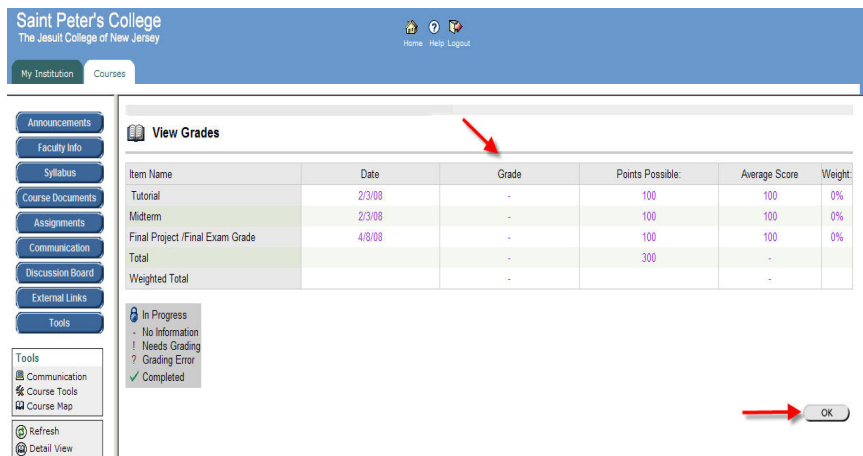 Saint Peter's College
The Jesuit College of New Jersey
Home Help Logout
My Institution Courses
Announcements
Faculty Info
Syllabus
Course Documents
Assignments
Communication
Discussion Board
External Links
Tools
Tools
Communication
Course Tools
Course Map
Refresh
Detail View
View Grades
Item Name Date Grade Points Possible: Average Score Weight:
Tutorial 2/3/08 - 100 100 0%
Midterm 2/3/08 - 100 100 0%
Final Project /Final Exam Grade 4/8/08 - 100 100 0%
Total - 300 -
Weighted Total - -
In Progress
- No Information
! Needs Grading
? Grading Error
✓ Completed
OK